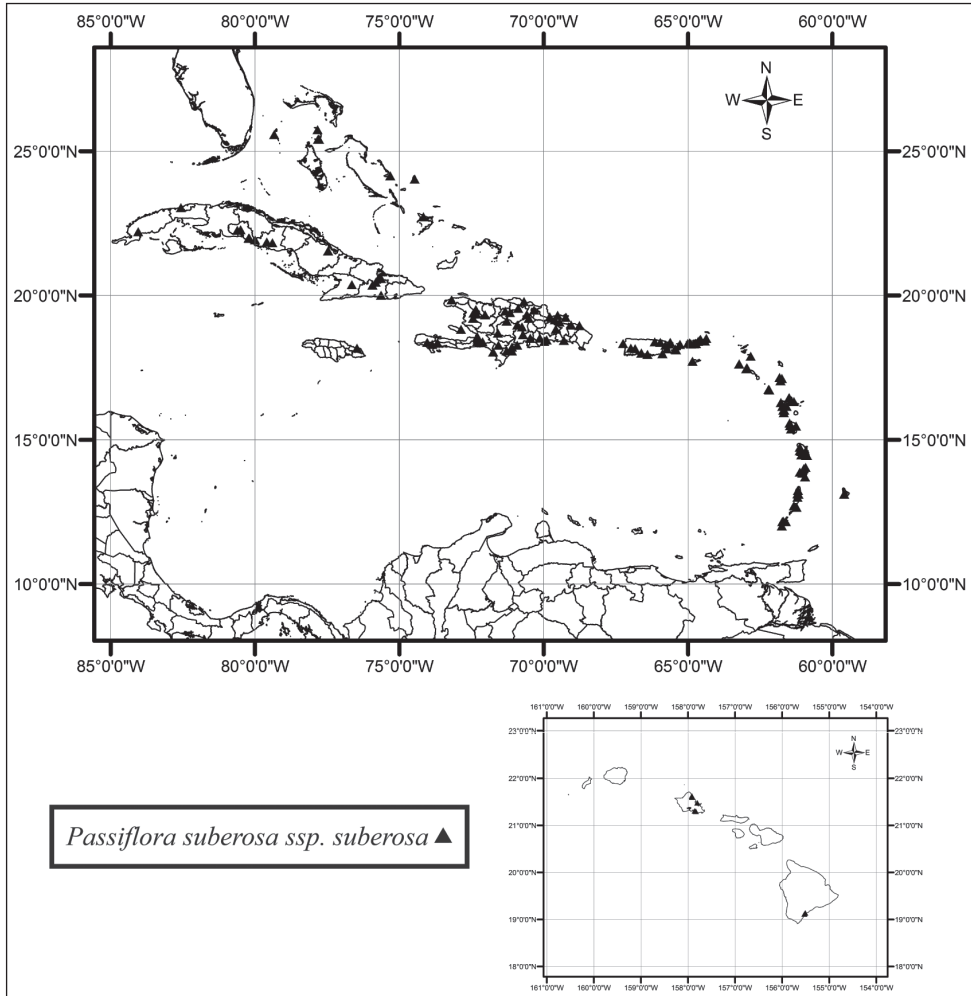 85°0'0"W 80°0'0"W 75°0'0"W 70°0'0"W 65°0'0"W 60°0'0"W
N
W E
S
25°0'0"N 25°0'0"N
20°0'0"N 20°0'0"N
15°0'0"N 15°0'0"N
10°0'0"N 10°0'0"N
85°0'0"W 80°0'0"W 75°0'0"W 70°0'0"W 65°0'0"W 60°0'0"W
161°0'0"W 160°0'0"W 159°0'0"W 158°0'0"W 157°0'0"W 156°0'0"W 155°0'0"W 154°0'0"W
23°0'0"N 23°0'0"N
N
W E
S
22°0'0"N 22°0'0"N
21°0'0"N 21°0'0"N
Passiflora suberosa ssp. suberosa ▲
20°0'0"N 20°0'0"N
19°0'0"N 19°0'0"N
18°0'0"N 18°0'0"N
161°0'0"W 160°0'0"W 159°0'0"W 158°0'0"W 157°0'0"W 156°0'0"W 155°0'0"W 154°0'0"W